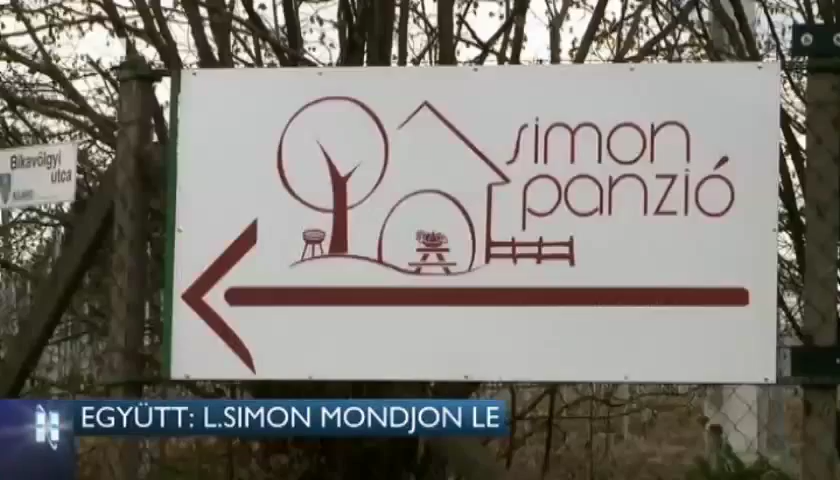 Bikavölgyi
utca
simon
panzió
EGYÜTT: L.SIMON MONDJON LE